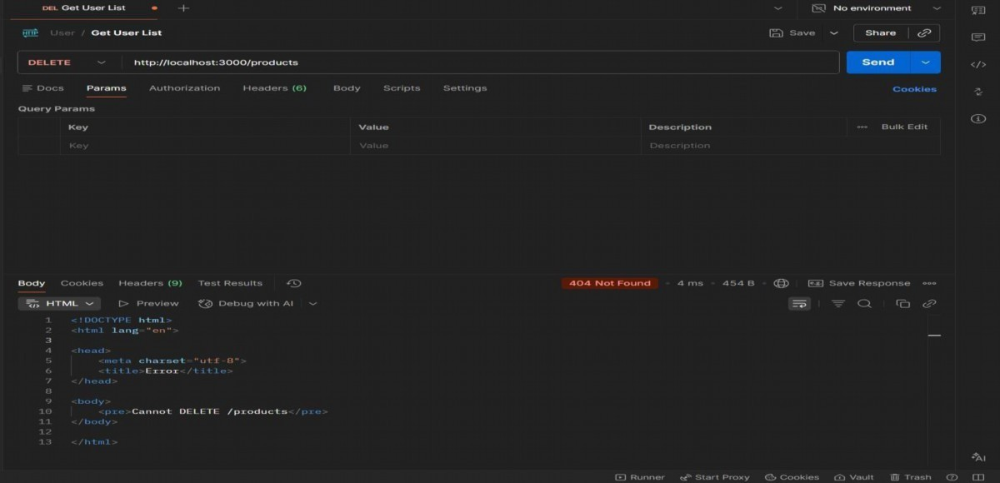 DEL Get User List
No environment
HTTP User / Get User List
Save
Share
DELETE http://localhost:3000/products
Send
Docs Params Authorization Headers (6) Body Scripts Settings
Cookies
Query Params
Key Value Description ••• Bulk Edit
Key Value Description
Body Cookies Headers (9) Test Results
404 Not Found • 4 ms • 454 B • e.g. Save Response •••
HTML Preview Debug with AI
1 <!DOCTYPE html>
2 <html lang="en">
3
4 <head>
5 <meta charset="utf-8">
6 <title>Error</title>
7 </head>
8
9 <body>
10 <pre>Cannot DELETE /products</pre>
11 </body>
12
13 </html>
AI
Runner Start Proxy Cookies Vault Trash